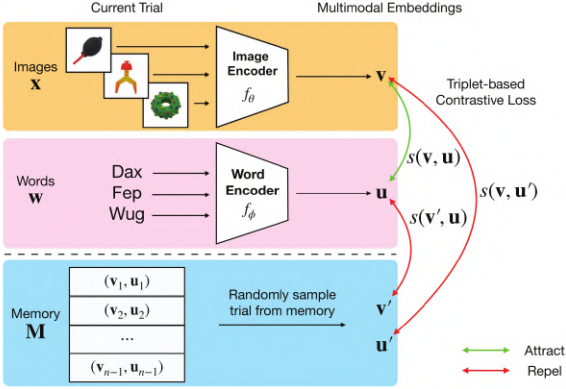 Current Trial
Multimodal Embeddings
Images
x
Image
Encoder
fθ
v
Triplet-based
Contrastive Loss
s(v, u)
s(v, u′)
s(v′, u)
Words
w
Dax
Fep
Wug
Word
Encoder
fϕ
u
Memory
M
(v₁, u₁)
(v₂, u₂)
...
(vₙ₋₁, uₙ₋₁)
Randomly sample
trial from memory
v′
u′
Attract
Repel